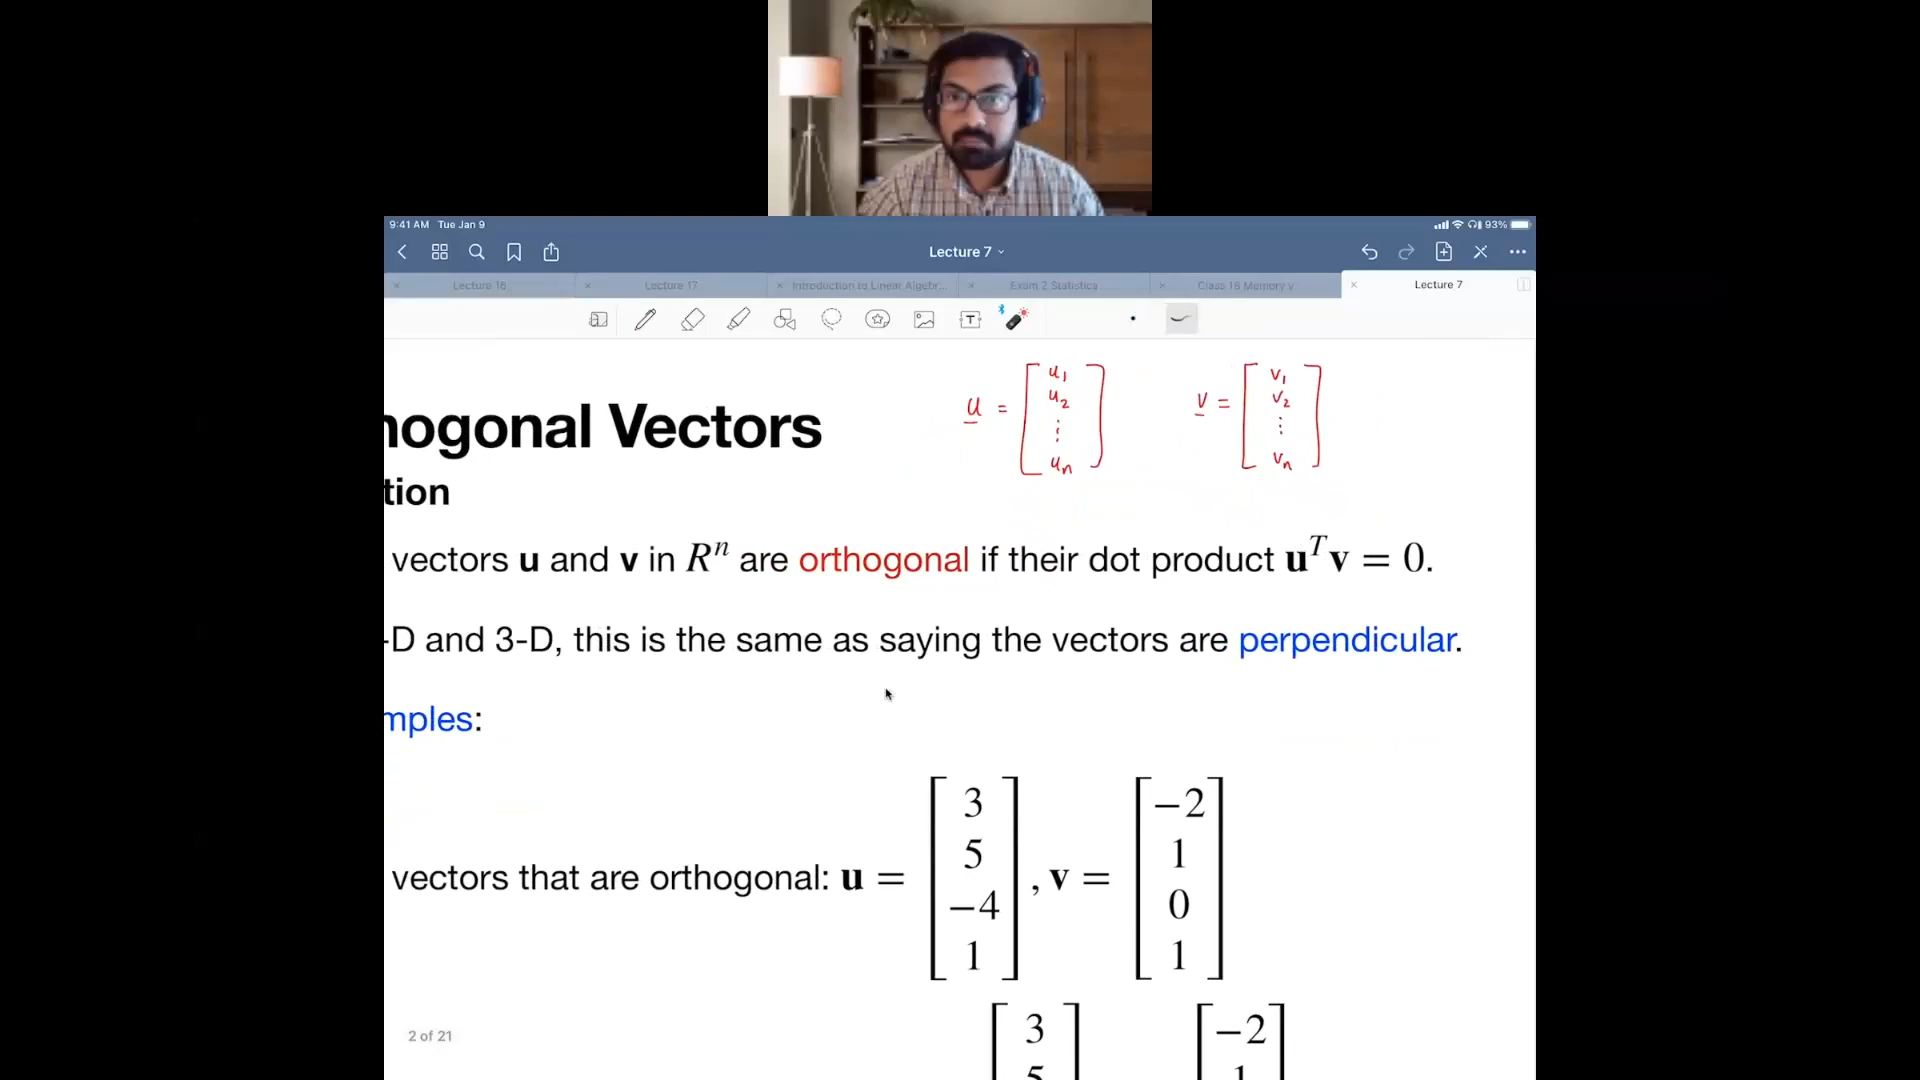 9:41 AM Tue Jan 9
93%
Lecture 7
Lecture 16
Lecture 17
Introduction to Linear Algebr...
Exam 2 Statistics
Class 18 Memory v
Lecture 7
u = [ u1 u2 ⋮ un ]
v = [ v1 v2 ⋮ vn ]
hogonal Vectors
tion
vectors u and v in Rⁿ are orthogonal if their dot product uᵀv = 0.
-D and 3-D, this is the same as saying the vectors are perpendicular.
mples:
vectors that are orthogonal: u = [ 3 5 −4 1 ], v = [ −2 1 0 1 ]
2 of 21
3 −2
5 1